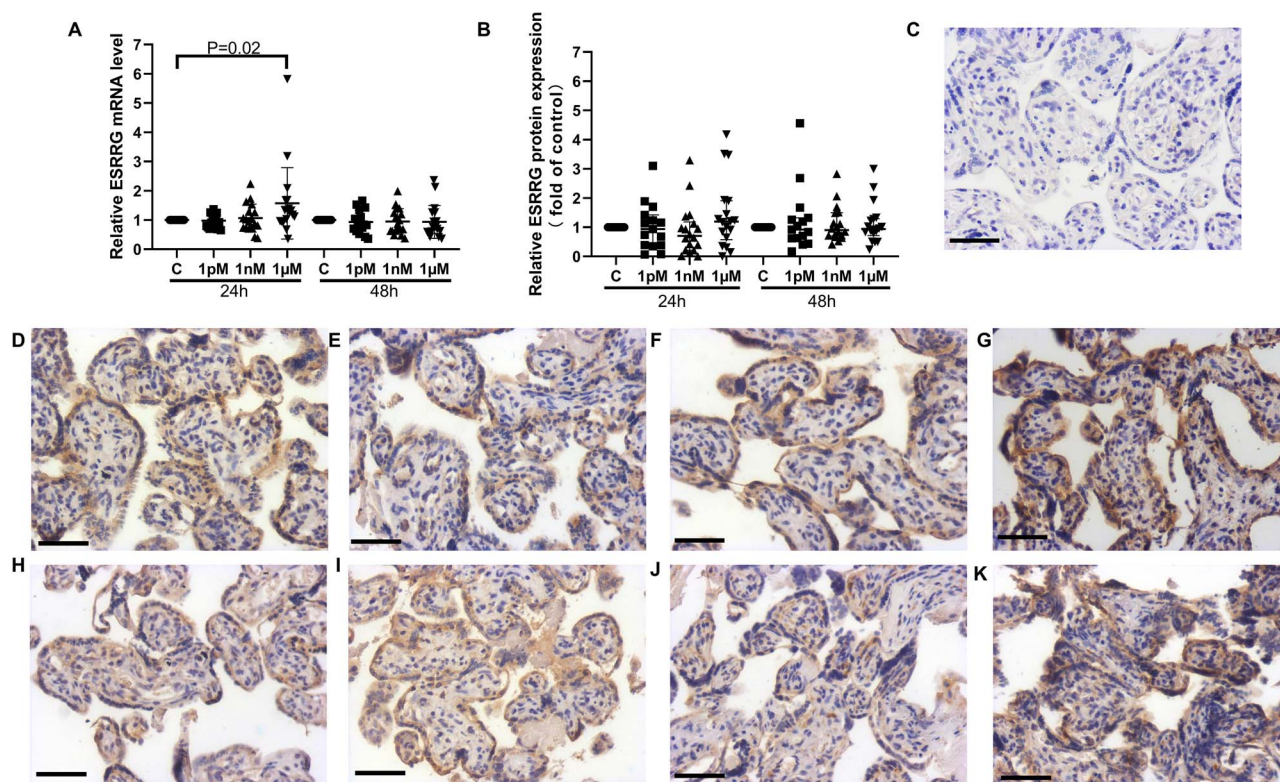 A
Relative ESRRG mRNA level
7
6
5
4
3
2
1
0
P=0.02
C 1pM 1nM 1μM C 1pM 1nM 1μM
24h 48h
B
Relative ESRRG protein expression
( fold of control)
7
6
5
4
3
2
1
0
C 1pM 1nM 1μM C 1pM 1nM 1μM
24h 48h
C
D
E
F
G
H
I
J
K